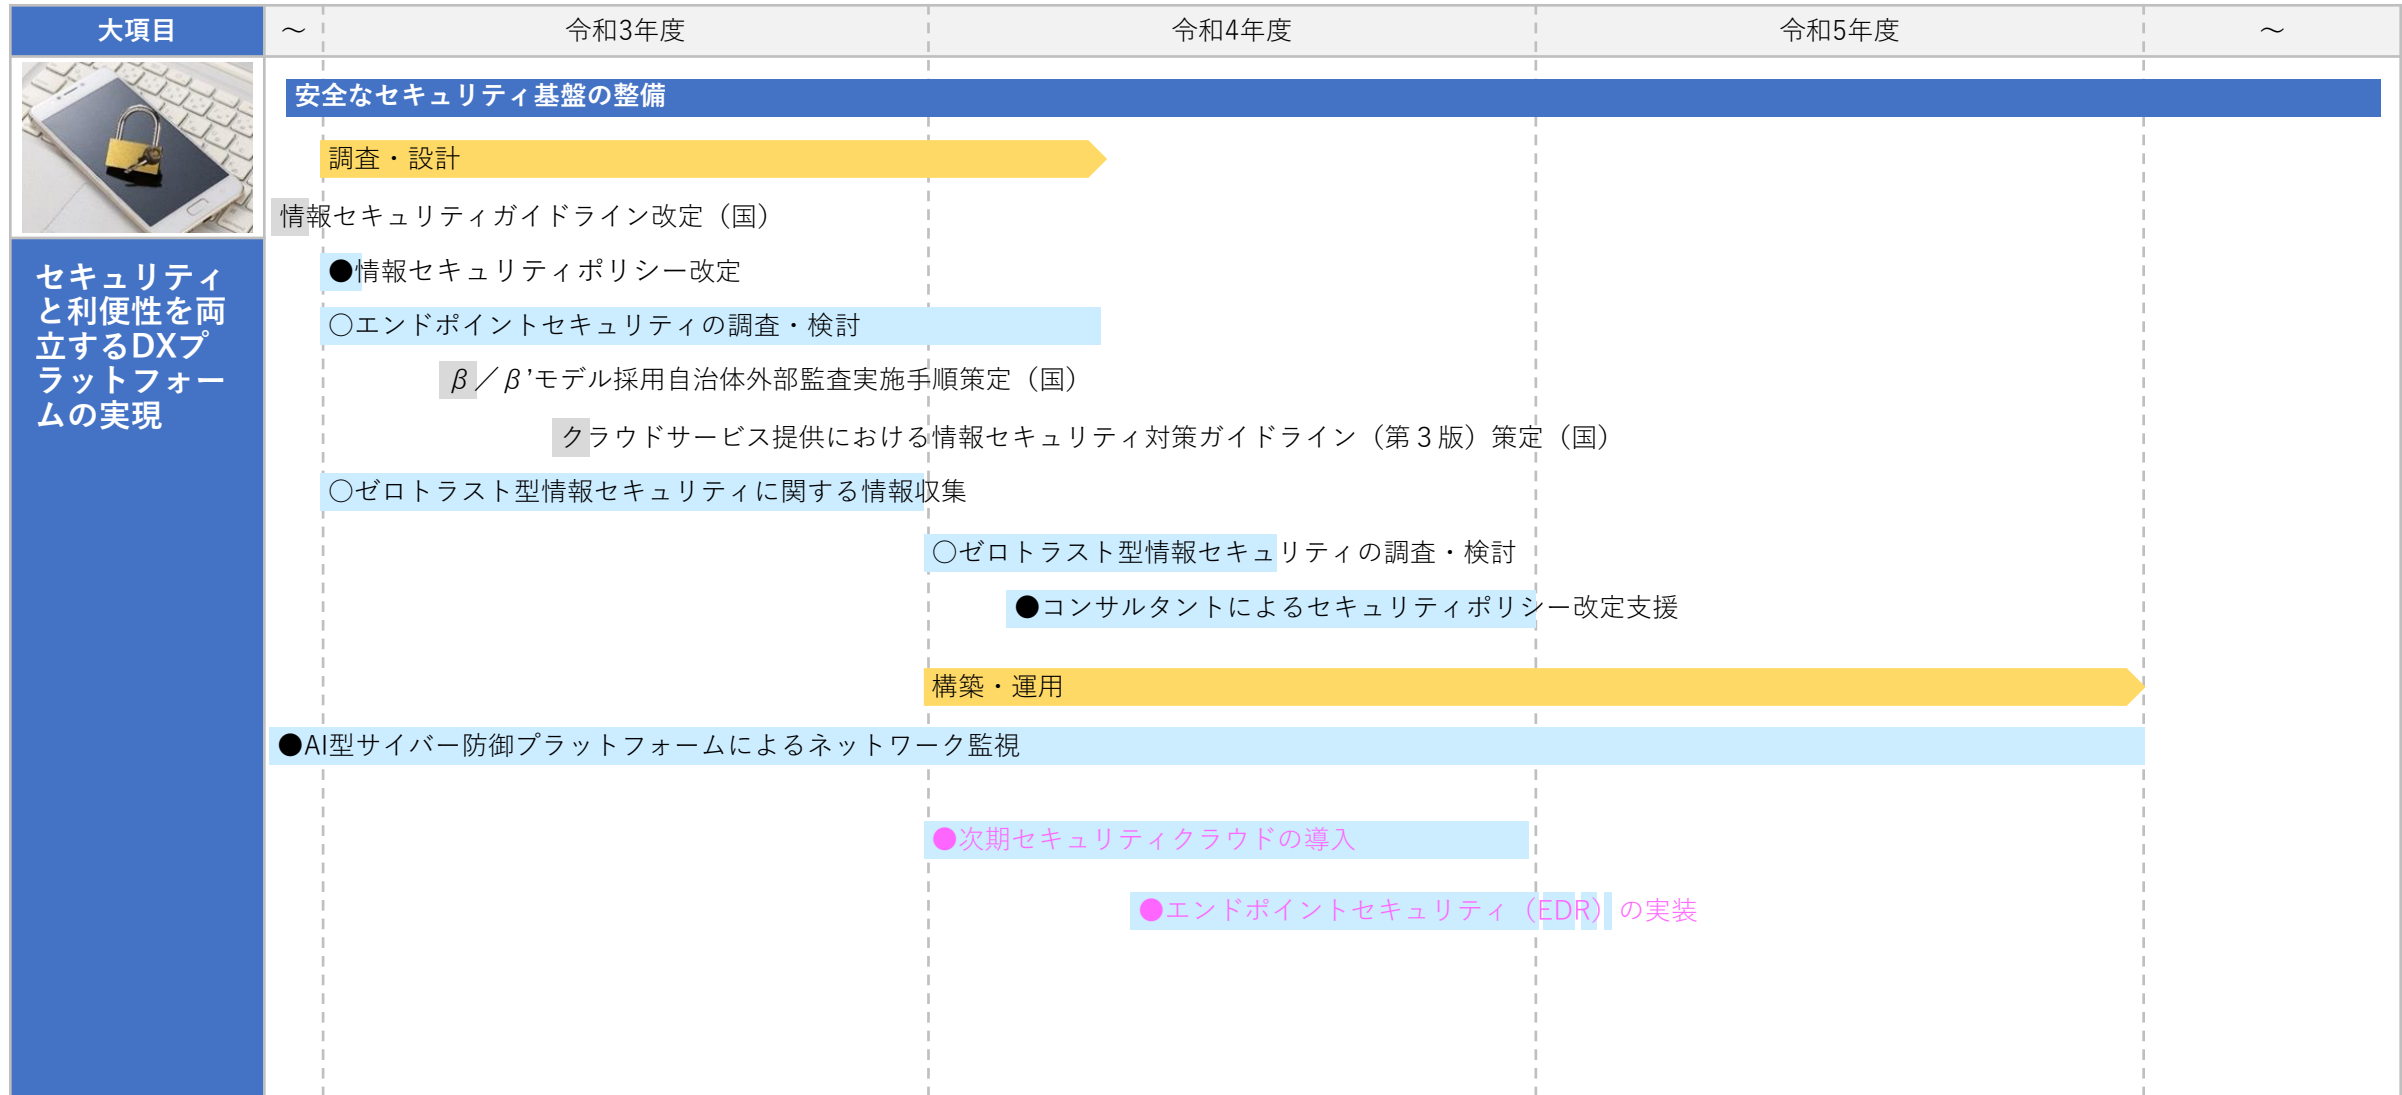 大項目
～
令和3年度
令和4年度
令和5年度
～
安全なセキュリティ基盤の整備
調査・設計
情報セキュリティガイドライン改定（国）
●情報セキュリティポリシー改定
セキュリティ
と利便性を両
立するDXプ
ラットフォー
ムの実現
○エンドポイントセキュリティの調査・検討
β／β’モデル採用自治体外部監査実施手順策定（国）
クラウドサービス提供における情報セキュリティ対策ガイドライン（第３版）策定（国）
○ゼロトラスト型情報セキュリティに関する情報収集
○ゼロトラスト型情報セキュリティの調査・検討
●コンサルタントによるセキュリティポリシー改定支援
構築・運用
●AI型サイバー防御プラットフォームによるネットワーク監視
●次期セキュリティクラウドの導入
●エンドポイントセキュリティ（EDR）の実装